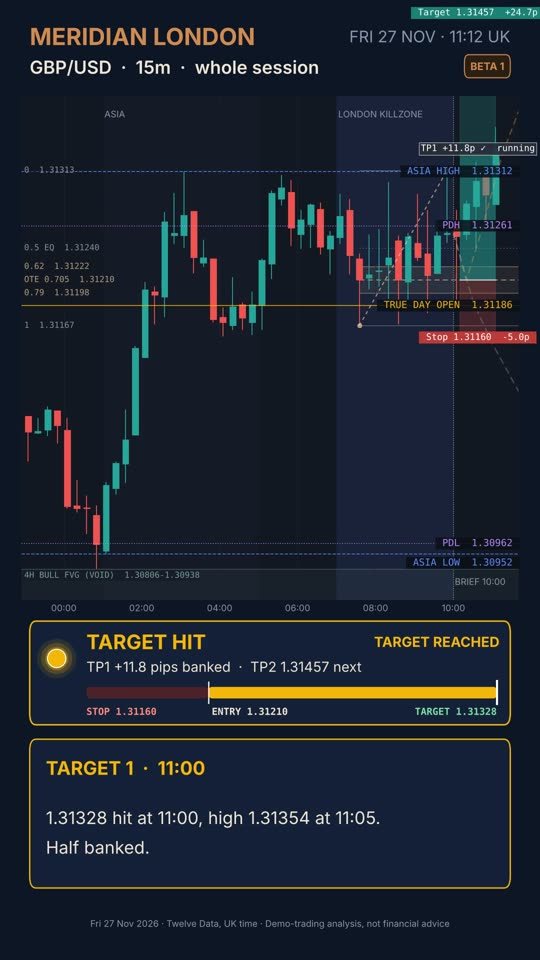 Target 1.31457 +24.7p
MERIDIAN LONDON
FRI 27 NOV · 11:12 UK
GBP/USD · 15m · whole session
BETA 1
ASIA
LONDON KILLZONE
TP1 +11.8p ✓ running
0 1.31313
ASIA HIGH 1.31312
PDH 1.31261
0.5 EQ 1.31240
0.62 1.31222
OTE 0.705 1.31210
0.79 1.31198
TRUE DAY OPEN 1.31186
1 1.31167
Stop 1.31160 -5.0p
PDL 1.30962
ASIA LOW 1.30952
4H BULL FVG (VOID) 1.30806-1.30938
BRIEF 10:00
00:00 02:00 04:00 06:00 08:00 10:00
TARGET HIT
TARGET REACHED
TP1 +11.8 pips banked · TP2 1.31457 next
STOP 1.31160 ENTRY 1.31210 TARGET 1.31328
TARGET 1 · 11:00
1.31328 hit at 11:00, high 1.31354 at 11:05.
Half banked.
Fri 27 Nov 2026 · Twelve Data, UK time · Demo-trading analysis, not financial advice